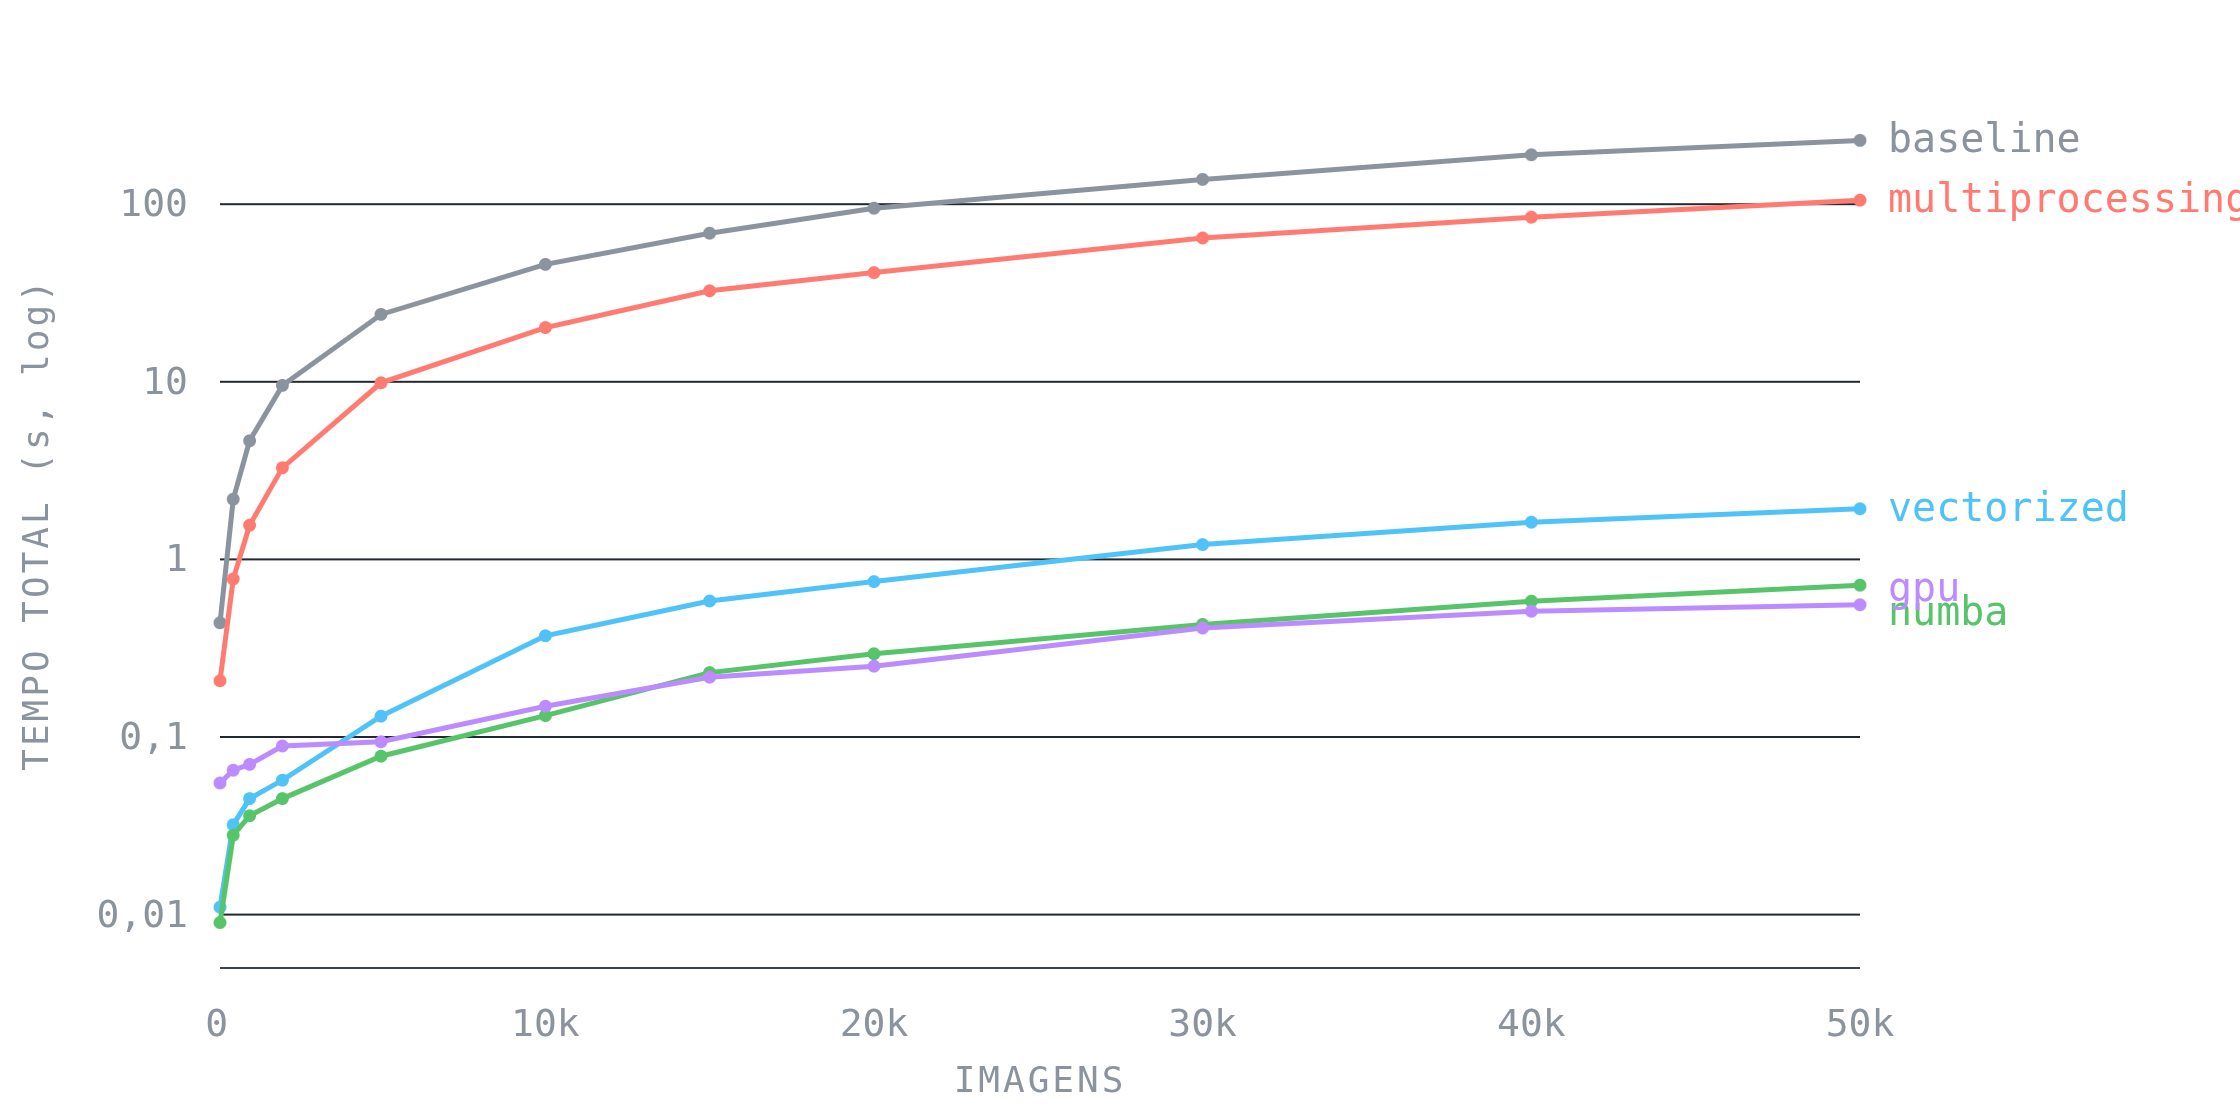 baseline
100
multiprocessing
10
vectorized
1
gpu
numba
0,1
0,01
TEMPO TOTAL (s, log)
0 10k 20k 30k 40k 50k
IMAGENS